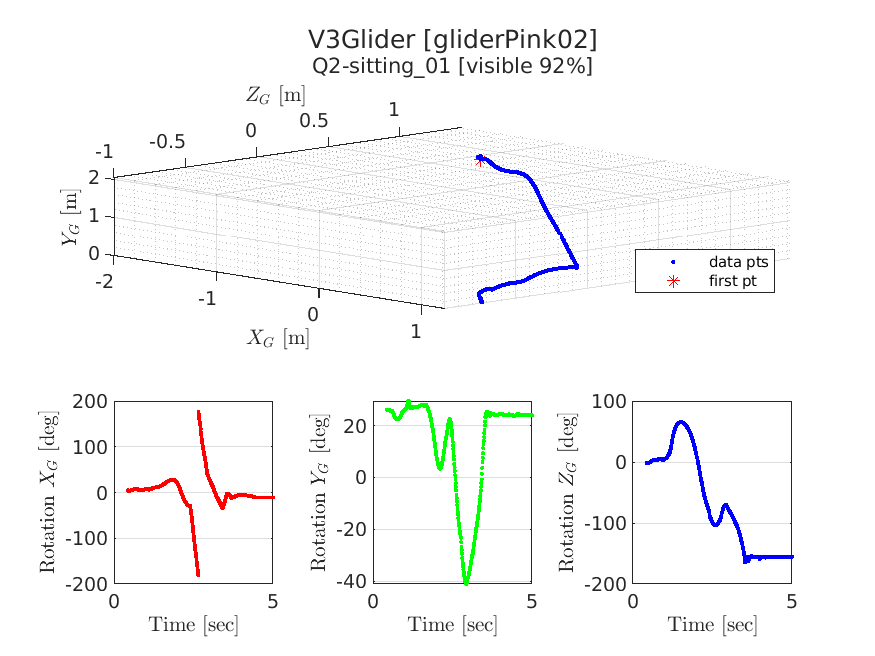 V3Glider [gliderPink02]
Q2-sitting_01 [visible 92%]
Z_G [m]
-1 -0.5 0 0.5 1
Y_G [m]
2
1
0
-2 -1 0 1
X_G [m]
data pts
first pt
Rotation X_G [deg]
200
100
0
-100
-200
0 5
Time [sec]
Rotation Y_G [deg]
20
0
-20
-40
0 5
Time [sec]
Rotation Z_G [deg]
100
0
-100
-200
0 5
Time [sec]